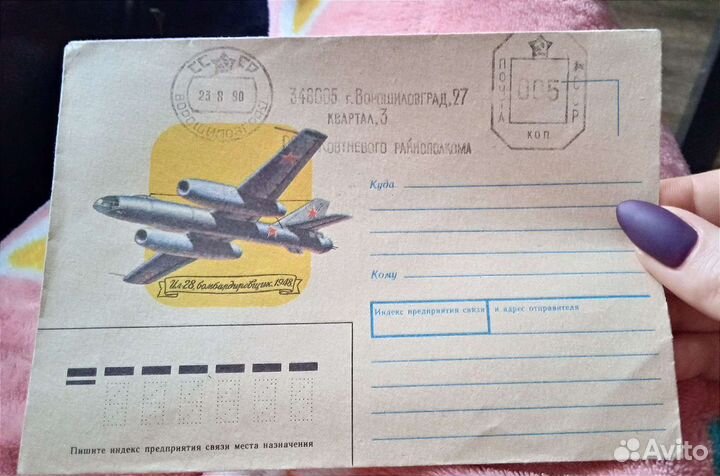 СССР
23 8 90
348005 г. ВОРОШИЛОВГРАД, 27
КВАРТАЛ, 3
РАЙИСПОЛКОМА
ПОЧТА
005
СССР
КОП
Куда
Кому
Ил-28, бомбардировщик. 1948
Индекс предприятия связи и адрес отправителя
Пишите индекс предприятия связи места назначения
Avito